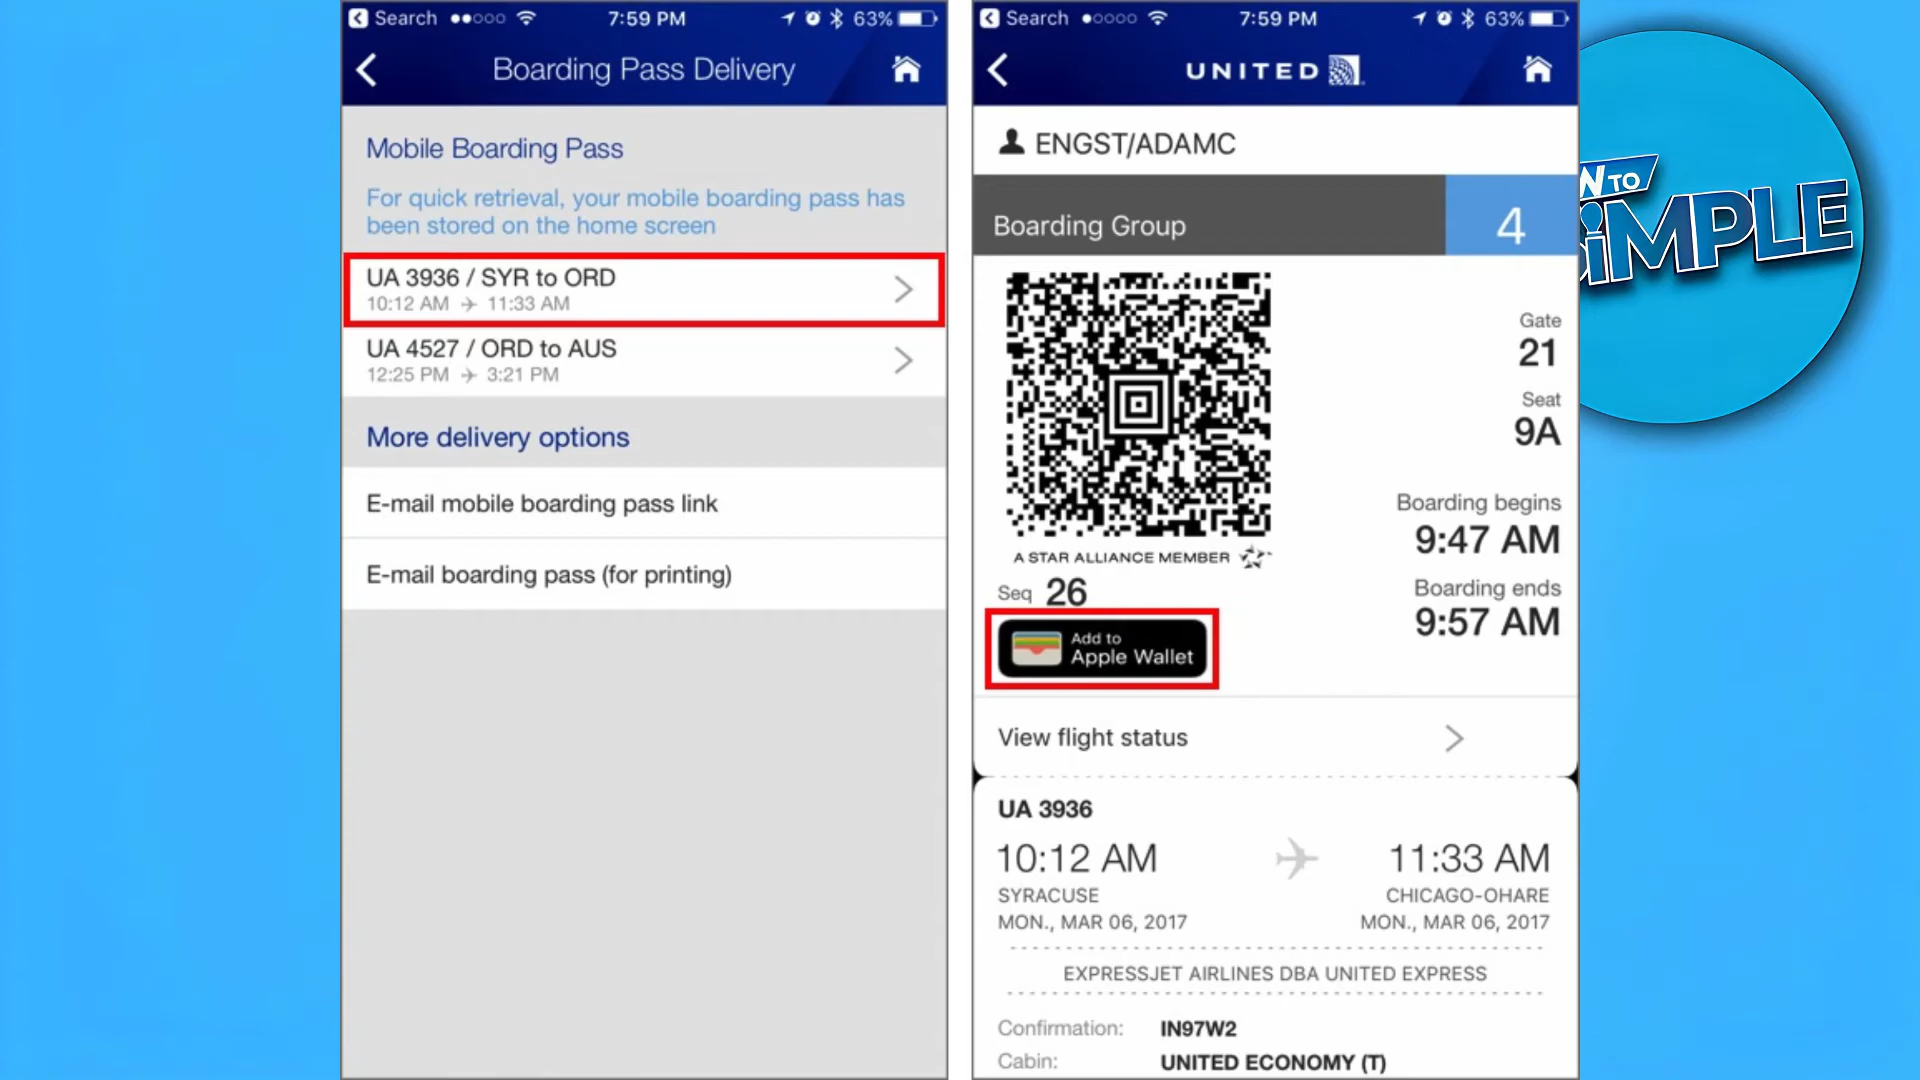 Search
7:59 PM
63%
Boarding Pass Delivery
Mobile Boarding Pass
For quick retrieval, your mobile boarding pass has
been stored on the home screen
UA 3936 / SYR to ORD
10:12 AM 11:33 AM
UA 4527 / ORD to AUS
12:25 PM 3:21 PM
More delivery options
E-mail mobile boarding pass link
E-mail boarding pass (for printing)
Search
7:59 PM
63%
UNITED
ENGST/ADAMC
Boarding Group
4
Gate
21
Seat
9A
Boarding begins
9:47 AM
Boarding ends
9:57 AM
A STAR ALLIANCE MEMBER
Seq 26
Add to
Apple Wallet
View flight status
UA 3936
10:12 AM 11:33 AM
SYRACUSE CHICAGO-OHARE
MON., MAR 06, 2017 MON., MAR 06, 2017
EXPRESSJET AIRLINES DBA UNITED EXPRESS
Confirmation: IN97W2
Cabin: UNITED ECONOMY (T)
TO
SiMPLE